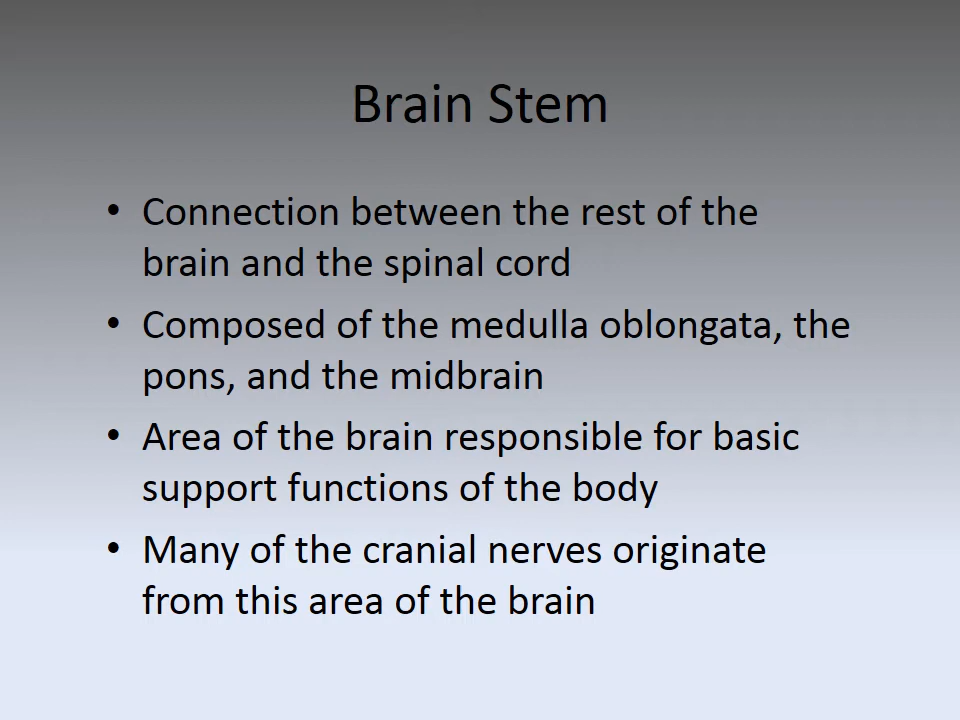 Brain Stem
• Connection between the rest of the
brain and the spinal cord
• Composed of the medulla oblongata, the
pons, and the midbrain
• Area of the brain responsible for basic
support functions of the body
• Many of the cranial nerves originate
from this area of the brain